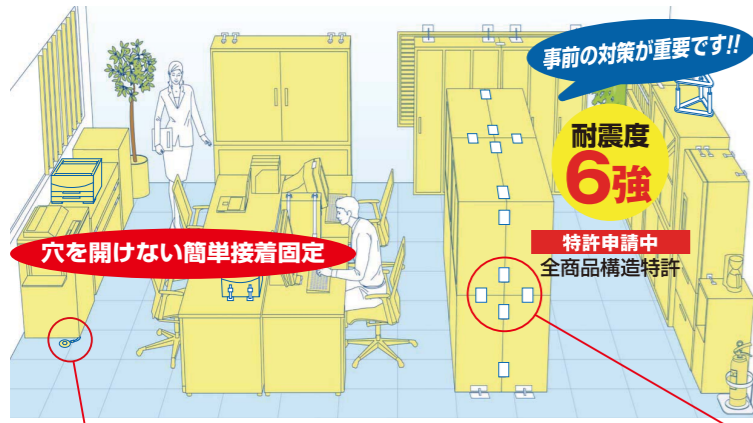 事前の対策が重要です!!
耐震度
6強
特許申請中
全商品構造特許
穴を開けない簡単接着固定